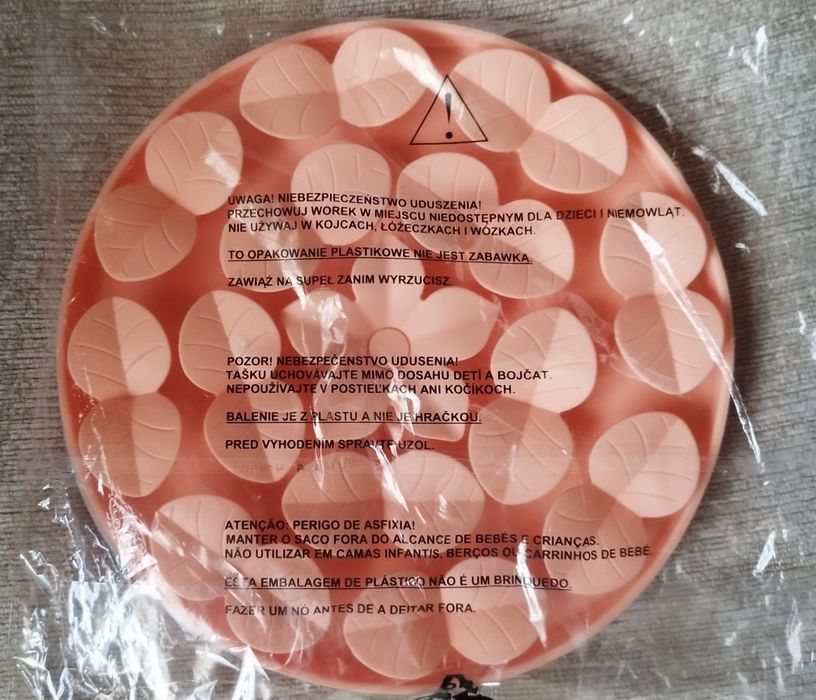 UWAGA! NIEBEZPIECZEŃSTWO UDUSZENIA!
PRZECHOWUJ WOREK W MIEJSCU NIEDOSTĘPNYM DLA DZIECI I NIEMOWLĄT.
NIE UŻYWAJ W KOJCACH, ŁÓŻECZKACH I WÓZKACH.
TO OPAKOWANIE PLASTIKOWE NIE JEST ZABAWKĄ.
ZAWIĄŻ NA SUPEŁ ZANIM WYRZUCISZ.
POZOR! NEBEZPEČENSTVO UDUSENIA!
TAŠKU UCHOVÁVAJTE MIMO DOSAHU DETÍ A BOJČAT.
NEPOUŽÍVAJTE V POSTIEĽKACH ANI KOČÍKOCH.
BALENIE JE Z PLASTU A NIE JE HRAČKOU.
PRED VYHODENÍM SPRAVTE UZOL.
ATENÇÃO: PERIGO DE ASFIXIA!
MANTER O SACO FORA DO ALCANCE DE BEBÉS E CRIANÇAS.
NÃO UTILIZAR EM CAMAS INFANTIS, BERÇOS OU CARRINHOS DE BEBÉ.
ESTA EMBALAGEM DE PLÁSTICO NÃO É UM BRINQUEDO.
FAZER UM NÓ ANTES DE A DEITAR FORA.